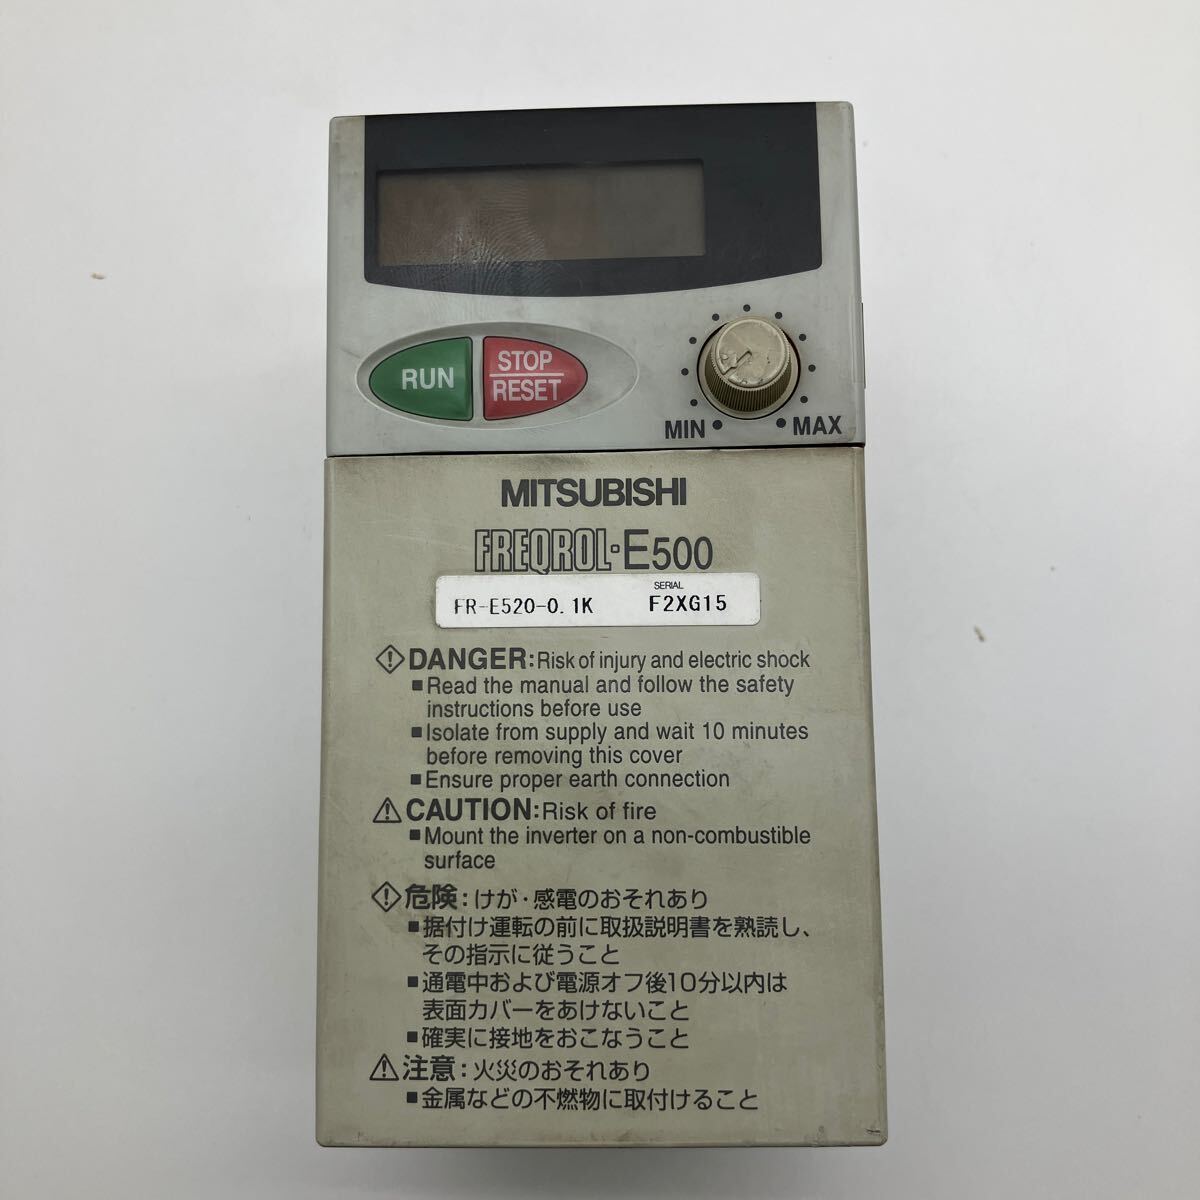 RUN
STOP
RESET
MIN
MAX
MITSUBISHI
FREQROL-E500
SERIAL
FR-E520-0.1K F2XG15
DANGER:Risk of injury and electric shock
■Read the manual and follow the safety
instructions before use
■Isolate from supply and wait 10 minutes
before removing this cover
■Ensure proper earth connection
CAUTION:Risk of fire
■Mount the inverter on a non-combustible
surface
危険:けが・感電のおそれあり
■据付け運転の前に取扱説明書を熟読し、
その指示に従うこと
■通電中および電源オフ後10分以内は
表面カバーをあけないこと
■確実に接地をおこなうこと
注意:火災のおそれあり
■金属などの不燃物に取付けること